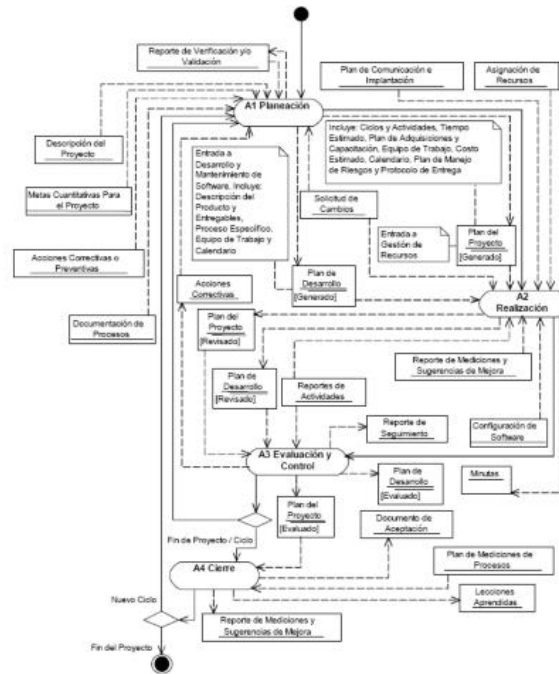 Reporte de Verificación y/o
Validación
Plan de Comunicación e
Implantación
Asignación de
Recursos
A1 Planeación
Incluye: Ciclos y Actividades, Tiempo
Estimado, Plan de Adquisiciones y
Capacitación, Equipo de Trabajo, Costo
Estimado, Calendario, Plan de Manejo
de Riesgos y Protocolo de Entrega
Descripción del
Proyecto
Entrada a
Desarrollo y
Mantenimiento de
Software. Incluye:
Descripción del
Producto y
Entregables,
Proceso Específico,
Equipo de Trabajo y
Calendario
Metas Cuantitativas Para
el Proyecto
Solicitud de
Cambios
Entrada a
Gestión de
Recursos
Plan del
Proyecto
[Generado]
Acciones Correctivas o
Preventivas
Acciones
Correctivas
Plan de
Desarrollo
[Generado]
A2
Realización
Documentación de
Procesos
Plan del
Proyecto
[Revisado]
Reporte de Mediciones y
Sugerencias de Mejora
Plan de
Desarrollo
[Revisado]
Reportes de
Actividades
Reporte de
Seguimiento
Configuración de
Software
A3 Evaluación y
Control
Plan de
Desarrollo
[Evaluado]
Minutas
Plan del
Proyecto
[Evaluado]
Documento de
Aceptación
Fin de Proyecto / Ciclo
A4 Cierre
Plan de Mediciones de
Procesos
Lecciones
Aprendidas
Nuevo Ciclo
Reporte de Mediciones y
Sugerencias de Mejora
Fin del Proyecto